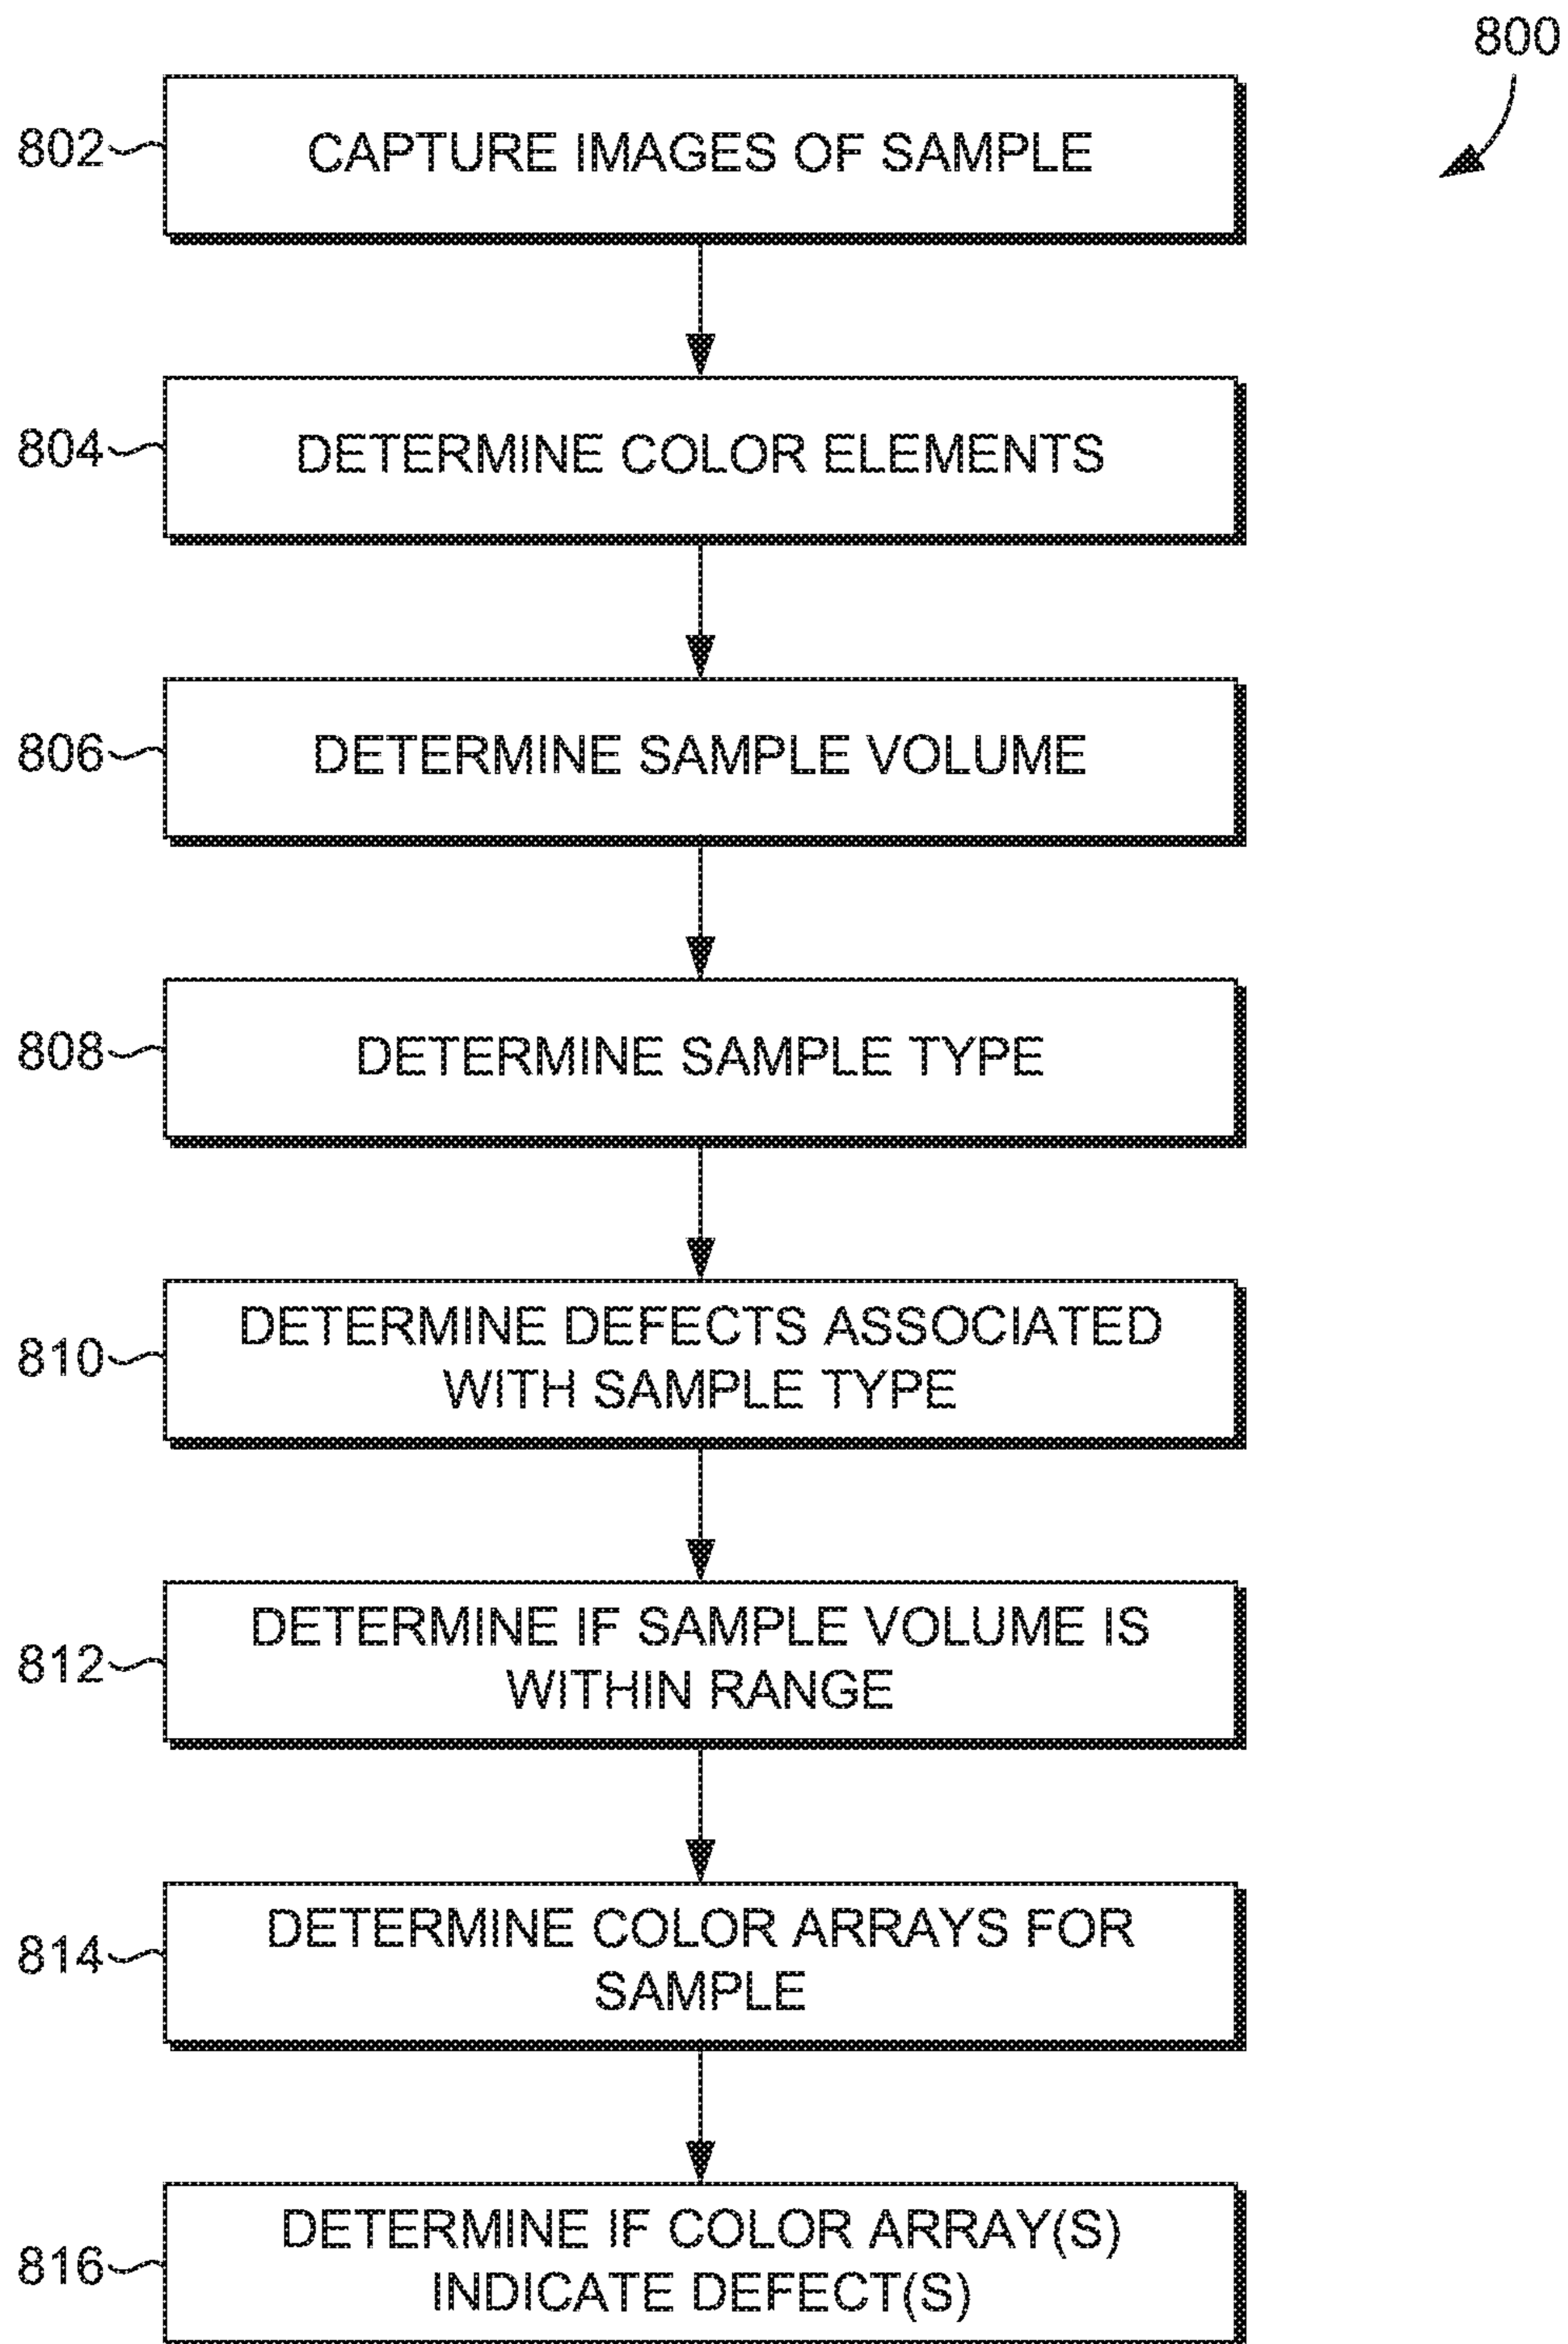 800
802
CAPTURE IMAGES OF SAMPLE
804
DETERMINE COLOR ELEMENTS
806
DETERMINE SAMPLE VOLUME
808
DETERMINE SAMPLE TYPE
810
DETERMINE DEFECTS ASSOCIATED
WITH SAMPLE TYPE
812
DETERMINE IF SAMPLE VOLUME IS
WITHIN RANGE
814
DETERMINE COLOR ARRAYS FOR
SAMPLE
816
DETERMINE IF COLOR ARRAY(S)
INDICATE DEFECT(S)